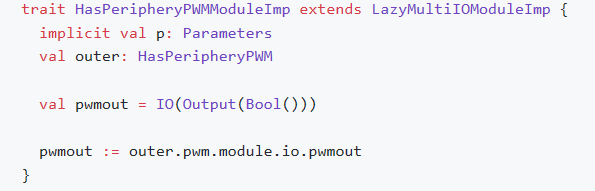 trait HasPeripheryPWMModuleImp extends LazyMultiIOModuleImp {
  implicit val p: Parameters
  val outer: HasPeripheryPWM
  val pwmout = IO(Output(Bool()))
  pwmout := outer.pwm.module.io.pwmout
}